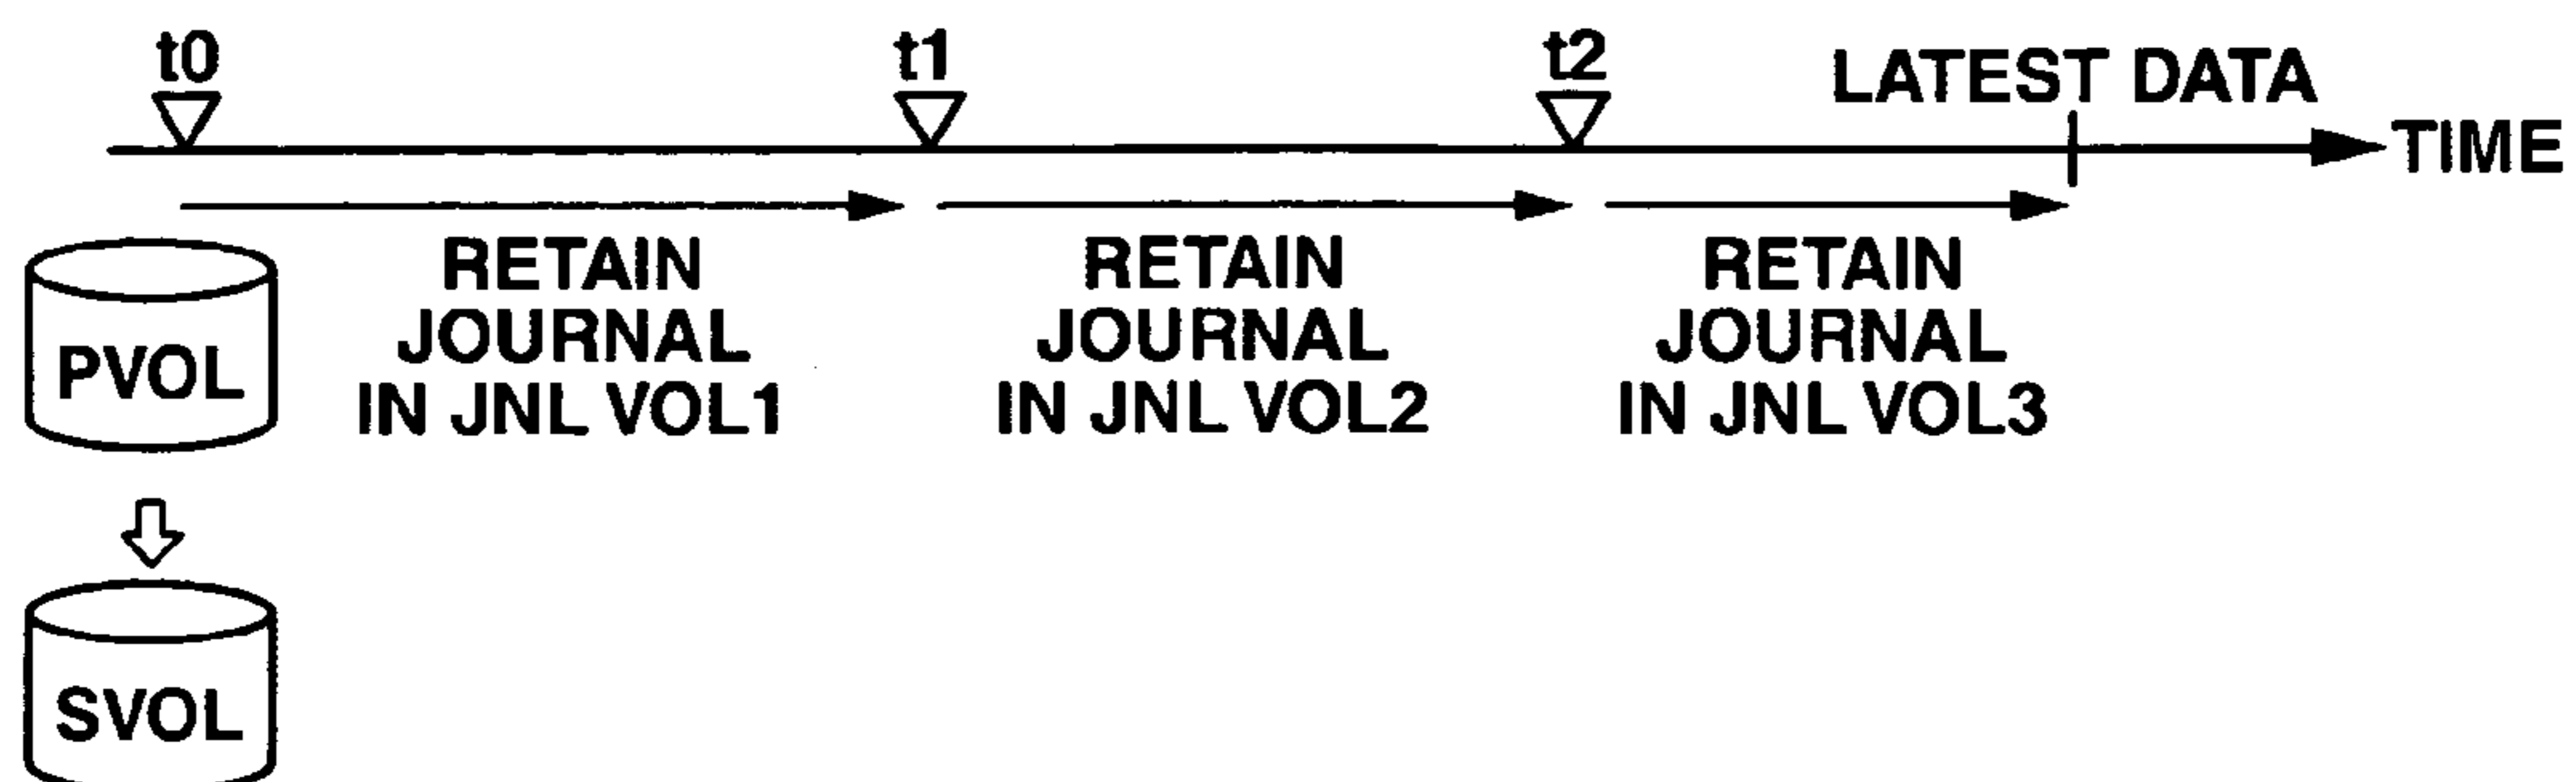 t0
t1
t2
LATEST DATA
TIME
RETAIN
JOURNAL
IN JNL VOL1
RETAIN
JOURNAL
IN JNL VOL2
RETAIN
JOURNAL
IN JNL VOL3
PVOL
SVOL